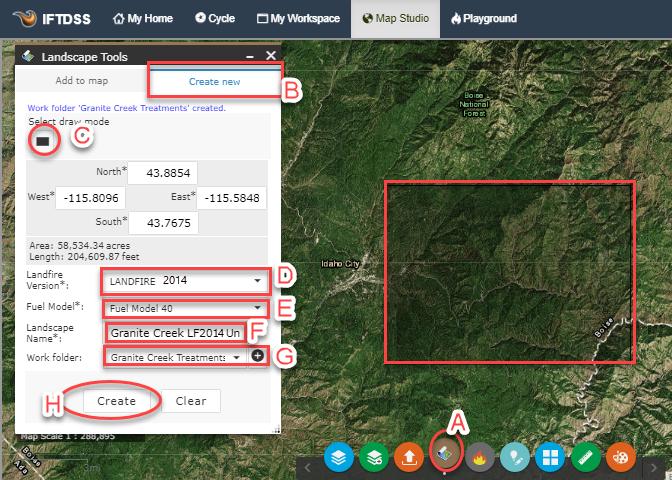 IFTDSS My Home Cycle My Workspace Map Studio Playground
Landscape Tools
Add to map Create new
B
Work folder 'Granite Creek Treatments' created.
Select draw mode
C
North* 43.8854
West* -115.8096 East* -115.5848
South* 43.7675
Area: 58,534.34 acres
Length: 204,609.87 feet
Landfire
Version*: LANDFIRE 2014
D
Fuel Model*: Fuel Model 40
E
Landscape
Name*: Granite Creek LF2014Un
F
Work folder: Granite Creek Treatments
G
H
Create Clear
Map Scale 1 : 288,895
3mi
Boise
Ada
Boise
National
Forest
Idaho City
Boise
A